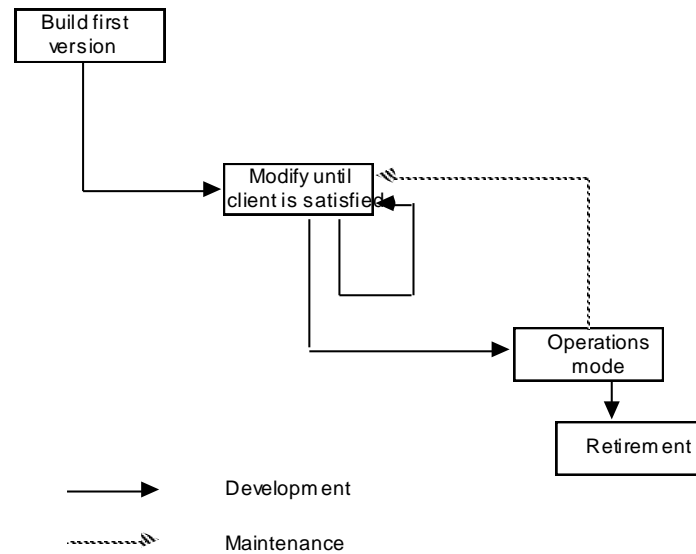 Build first
version
Modify until
client is satisfied
Operations
mode
Retirement
Development
Maintenance